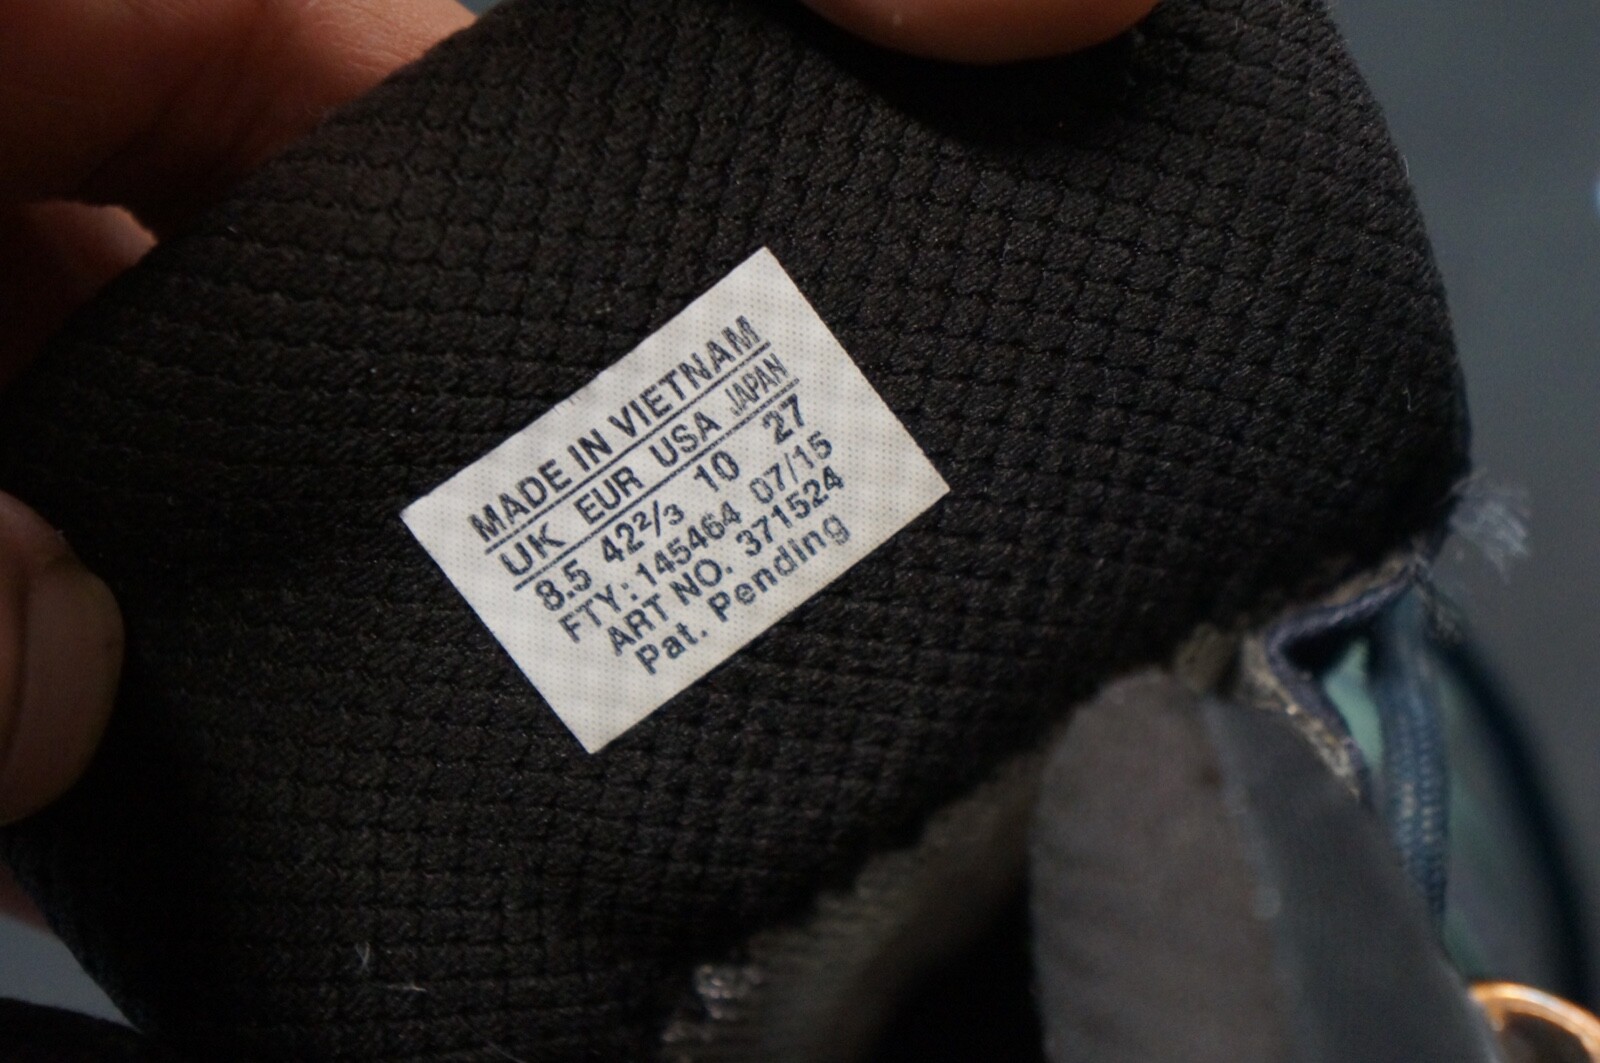 MADE IN VIETNAM
UK EUR USA JAPAN
8.5 42²/₃ 10 27
FTY: 145464 07/15
ART NO. 371524
Pat. Pending